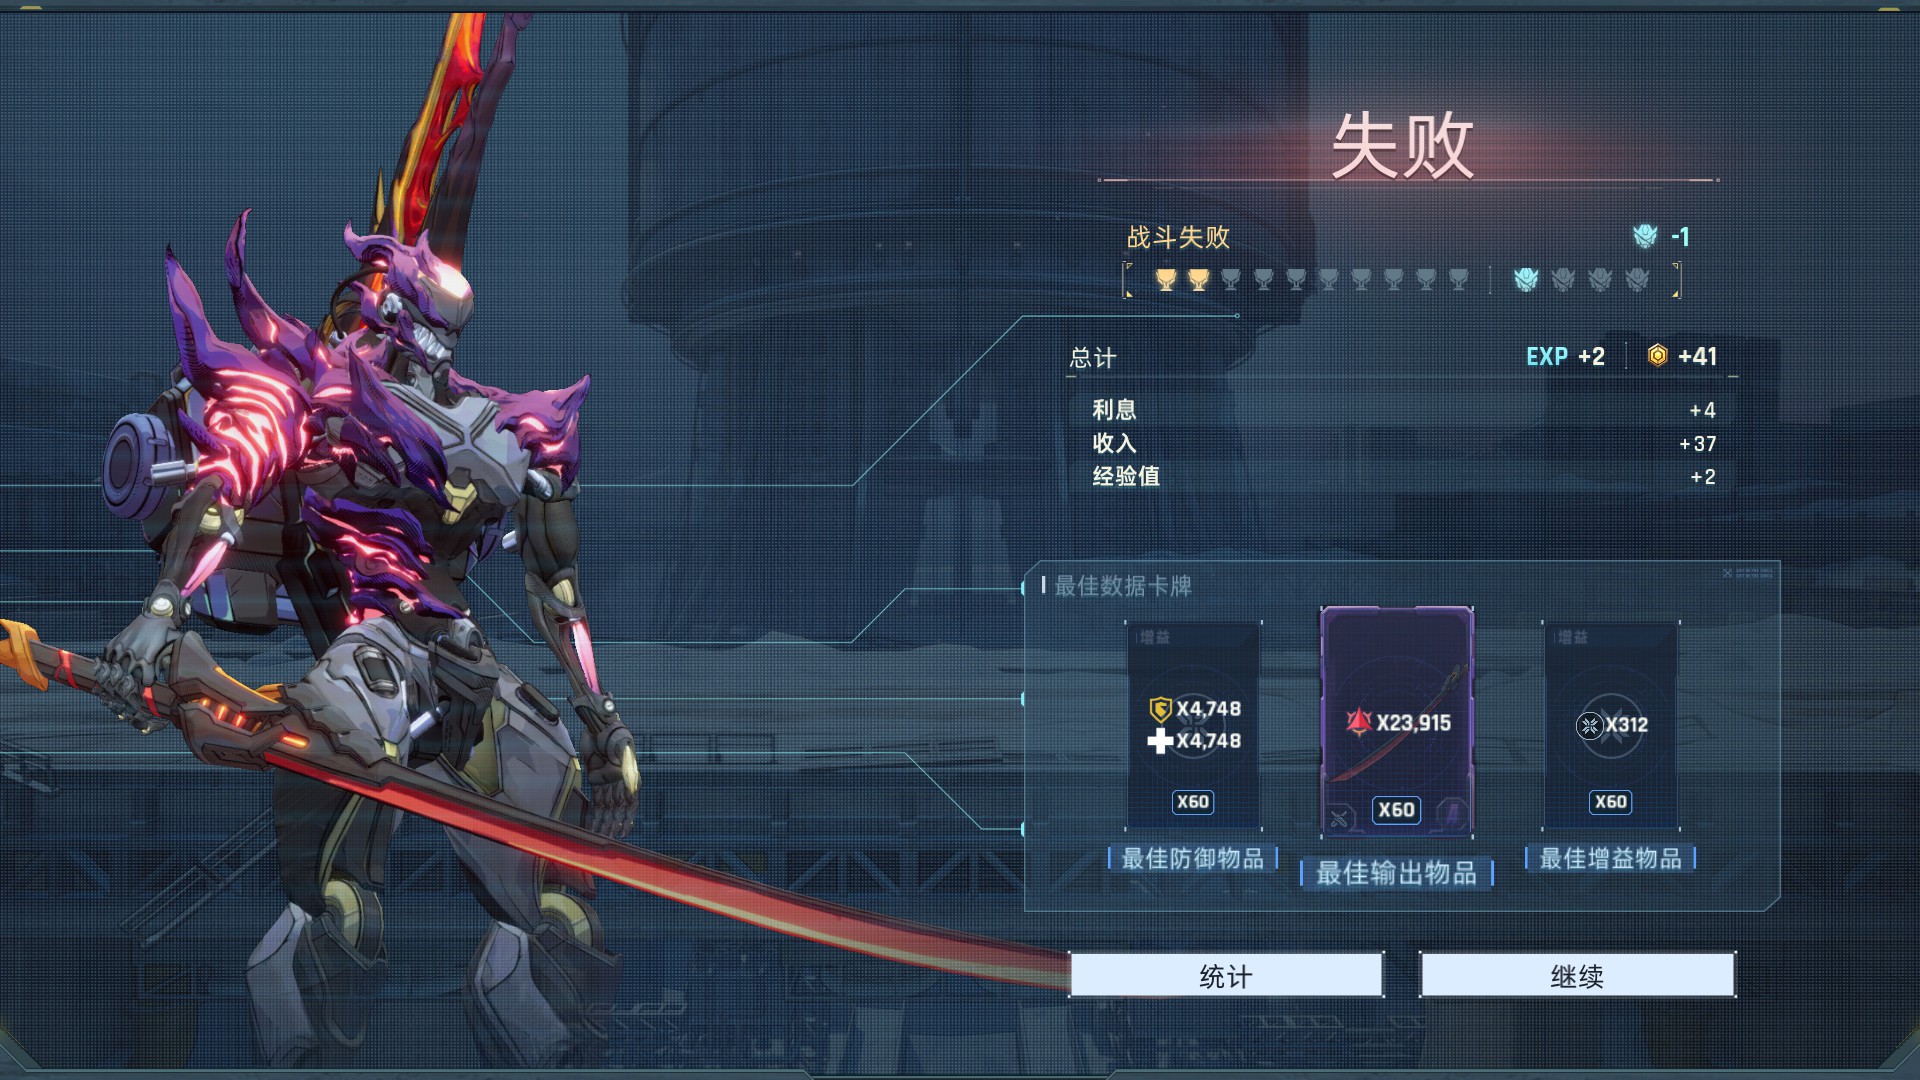 失败
战斗失败 -1
总计 EXP +2 +41
利息 +4
收入 +37
经验值 +2
最佳数据卡牌
增益
X4,748
X4,748
X60
最佳防御物品
X23,915
X60
最佳输出物品
增益
X312
X60
最佳增益物品
统计
继续